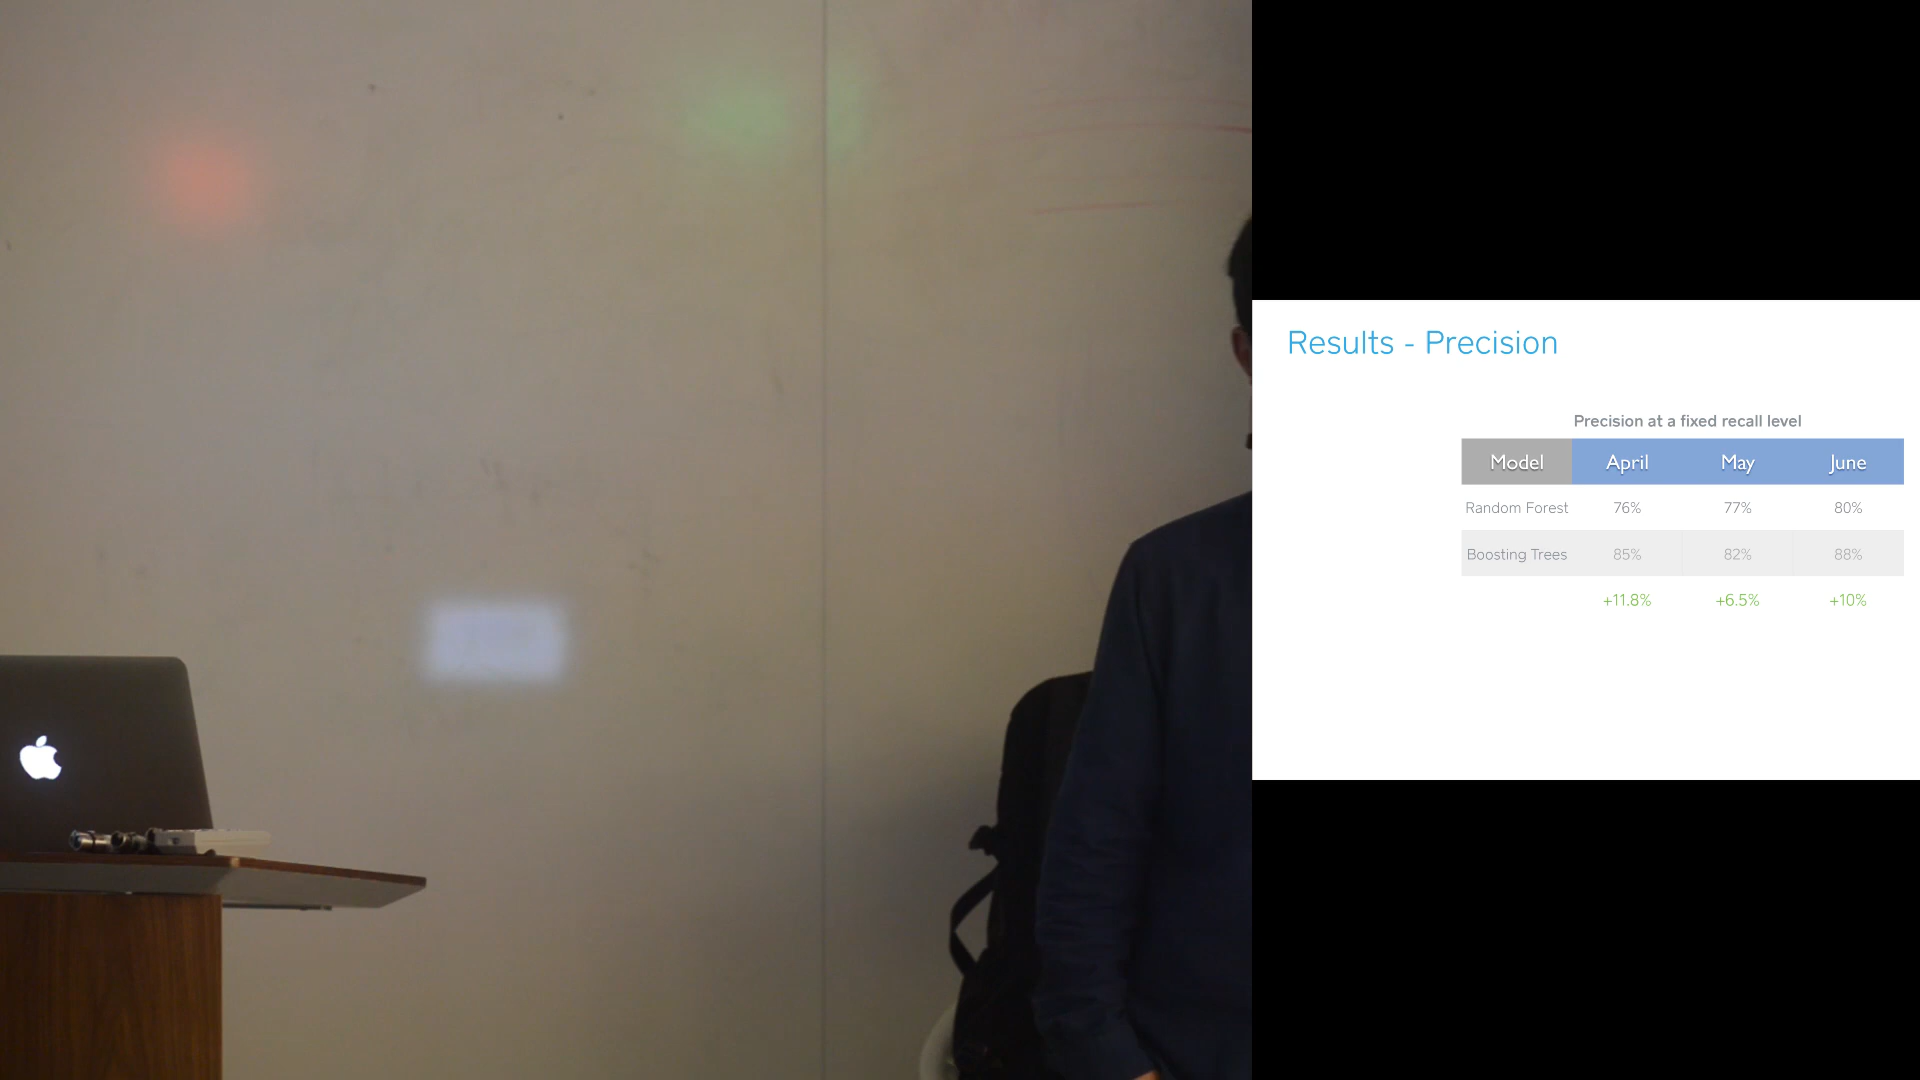 Results - Precision
Precision at a fixed recall level
Model April May June
Random Forest 76% 77% 80%
Boosting Trees 85% 82% 88%
+11.8% +6.5% +10%